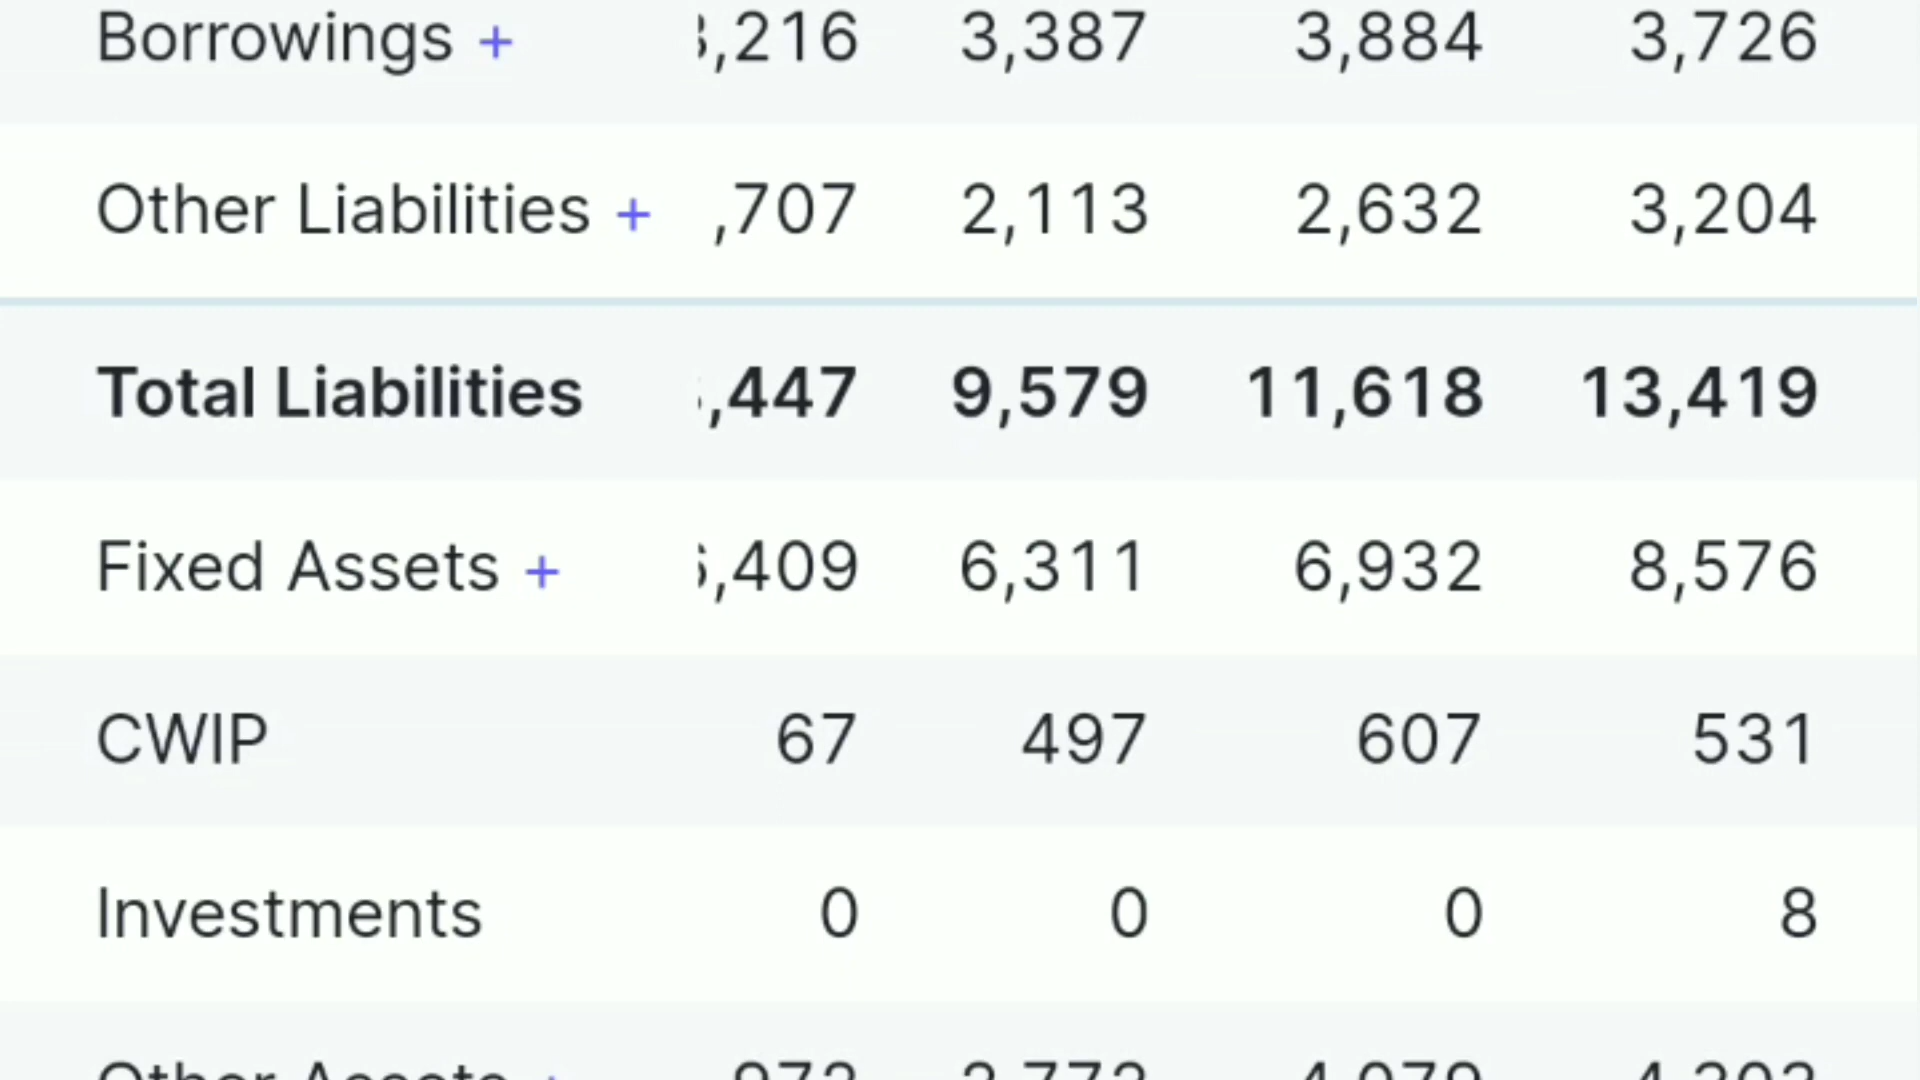 Borrowings + ,216 3,387 3,884 3,726
Other Liabilities + ,707 2,113 2,632 3,204
Total Liabilities ,447 9,579 11,618 13,419
Fixed Assets + ,409 6,311 6,932 8,576
CWIP 67 497 607 531
Investments 0 0 0 8
Other Assets